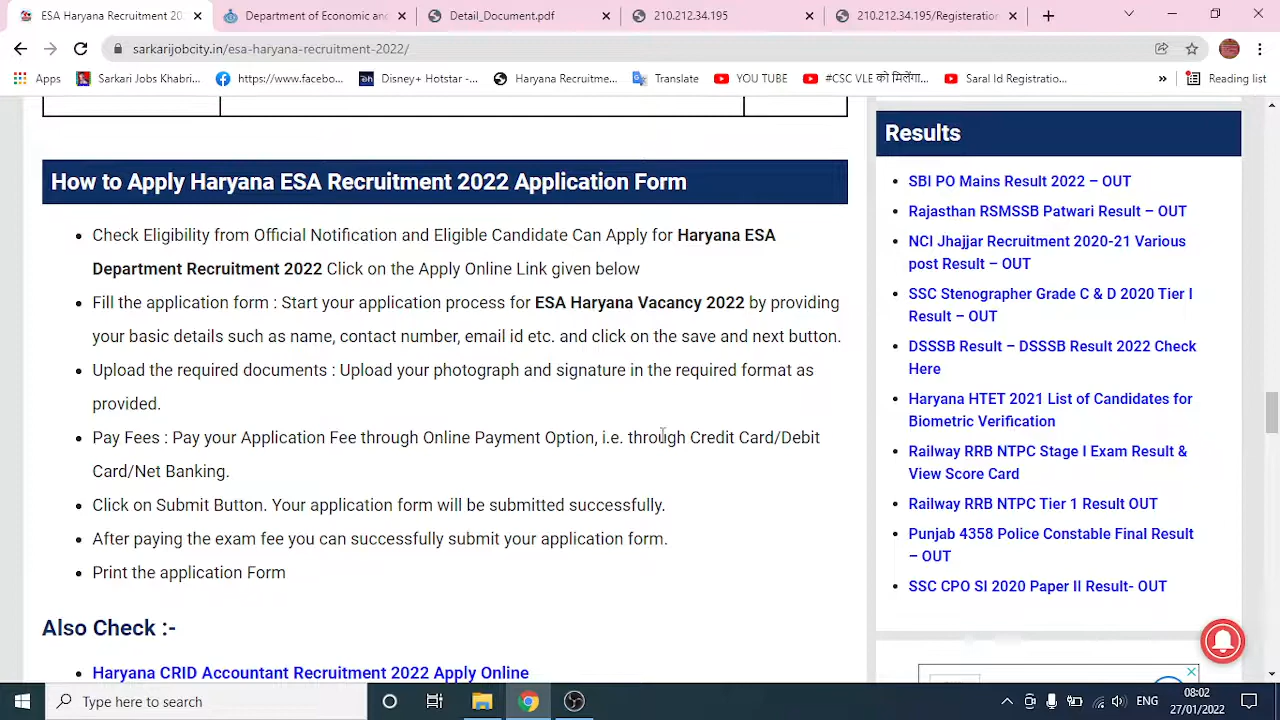 ESA Haryana Recruitment 20
Department of Economic an
Detail_Document.pdf
210.212.34.195
210.212.34.195/Registration
sarkarijobcity.in/esa-haryana-recruitment-2022/
Apps
Sarkari Jobs Khabri...
https://www.facebo...
Disney+ Hotstar -...
Haryana Recruitme...
Translate
YOU TUBE
#CSC VLE को मिलेंगा...
Saral Id Registratio...
»
Reading list
How to Apply Haryana ESA Recruitment 2022 Application Form
Check Eligibility from Official Notification and Eligible Candidate Can Apply for Haryana ESA
Department Recruitment 2022 Click on the Apply Online Link given below
Fill the application form : Start your application process for ESA Haryana Vacancy 2022 by providing
your basic details such as name, contact number, email id etc. and click on the save and next button.
Upload the required documents : Upload your photograph and signature in the required format as
provided.
Pay Fees : Pay your Application Fee through Online Payment Option, i.e. through Credit Card/Debit
Card/Net Banking.
Click on Submit Button. Your application form will be submitted successfully.
After paying the exam fee you can successfully submit your application form.
Print the application Form
Also Check :-
Haryana CRID Accountant Recruitment 2022 Apply Online
Results
SBI PO Mains Result 2022 – OUT
Rajasthan RSMSSB Patwari Result – OUT
NCI Jhajjar Recruitment 2020-21 Various
post Result – OUT
SSC Stenographer Grade C & D 2020 Tier I
Result – OUT
DSSSB Result – DSSSB Result 2022 Check
Here
Haryana HTET 2021 List of Candidates for
Biometric Verification
Railway RRB NTPC Stage I Exam Result &
View Score Card
Railway RRB NTPC Tier 1 Result OUT
Punjab 4358 Police Constable Final Result
– OUT
SSC CPO SI 2020 Paper II Result- OUT
Type here to search
ENG
08:02
27/01/2022